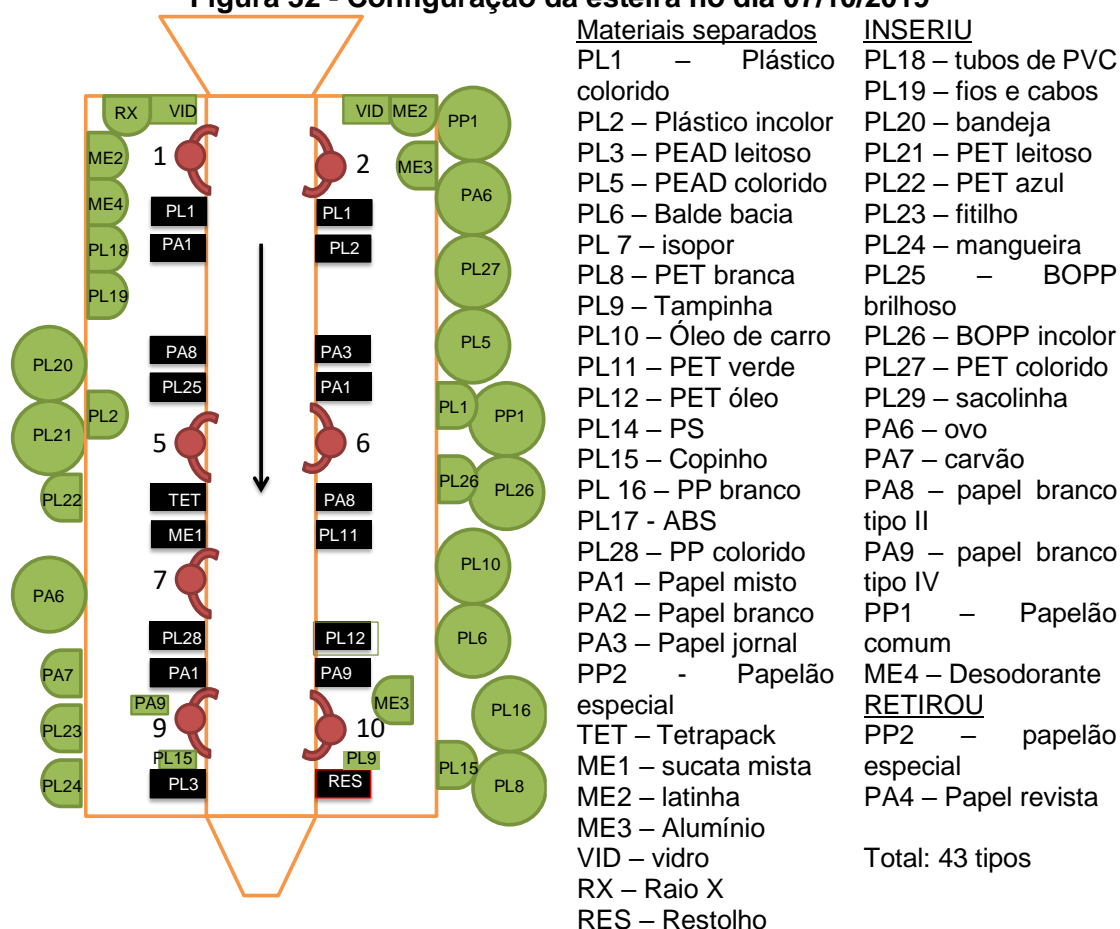 Figura 32 - Configuração da esteira no dia 07/10/2019
RX
VID
VID
ME2
PP1
ME2
1
2
ME3
ME4
PL1
PL1
PA6
PL18
PA1
PL2
PL27
PL19
PL20
PA8
PA3
PL5
PL25
PA1
PL2
PL1
PP1
PL21
5
6
PL22
TET
PA8
PL26
PL26
ME1
PL11
PL10
7
PA6
PL28
PL12
PL6
PA7
PA1
PA9
PA9
ME3
PL16
PL23
9
10
PL15
PL9
PL15
PL24
PL3
RES
PL8
Materiais separados
PL1 – Plástico
colorido
PL2 – Plástico incolor
PL3 – PEAD leitoso
PL5 – PEAD colorido
PL6 – Balde bacia
PL 7 – isopor
PL8 – PET branca
PL9 – Tampinha
PL10 – Óleo de carro
PL11 – PET verde
PL12 – PET óleo
PL14 – PS
PL15 – Copinho
PL 16 – PP branco
PL17 - ABS
PL28 – PP colorido
PA1 – Papel misto
PA2 – Papel branco
PA3 – Papel jornal
PP2 - Papelão
especial
TET – Tetrapack
ME1 – sucata mista
ME2 – latinha
ME3 – Alumínio
VID – vidro
RX – Raio X
RES – Restolho
INSERIU
PL18 – tubos de PVC
PL19 – fios e cabos
PL20 – bandeja
PL21 – PET leitoso
PL22 – PET azul
PL23 – fitilho
PL24 – mangueira
PL25 – BOPP
brilhoso
PL26 – BOPP incolor
PL27 – PET colorido
PL29 – sacolinha
PA6 – ovo
PA7 – carvão
PA8 – papel branco
tipo II
PA9 – papel branco
tipo IV
PP1 – Papelão
comum
ME4 – Desodorante
RETIROU
PP2 – papelão
especial
PA4 – Papel revista
Total: 43 tipos